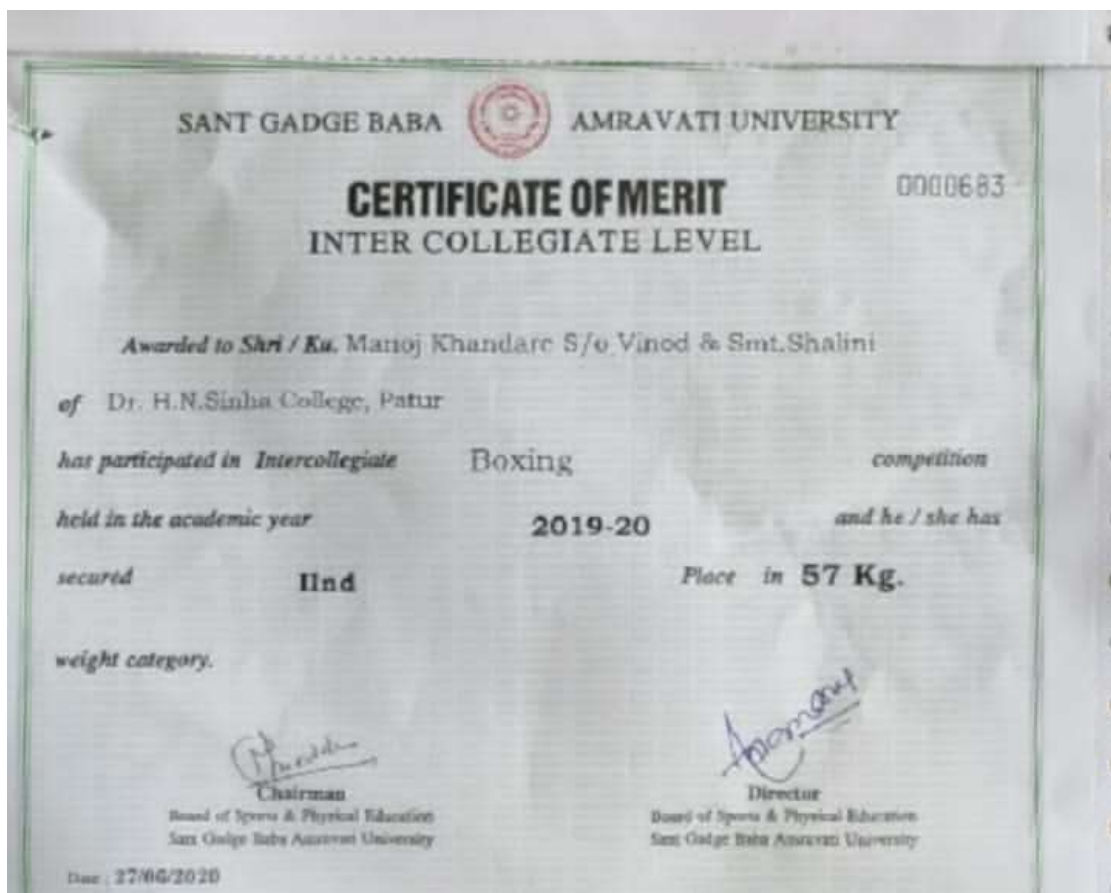 SANT GADGE BABA AMRAVATI UNIVERSITY
0000683
CERTIFICATE OF MERIT
INTER COLLEGIATE LEVEL
Awarded to Shri / Ku. Manoj Khandare S/o Vinod & Smt.Shalini
of Dr. H.N.Sinha College, Patur
has participated in Intercollegiate Boxing competition
held in the academic year 2019-20 and he / she has
secured IInd Place in 57 Kg.
weight category.
Chairman Director
Board of Sports & Physical Education Board of Sports & Physical Education
Sant Gadge Baba Amravati University Sant Gadge Baba Amravati University
Date : 27/06/2020